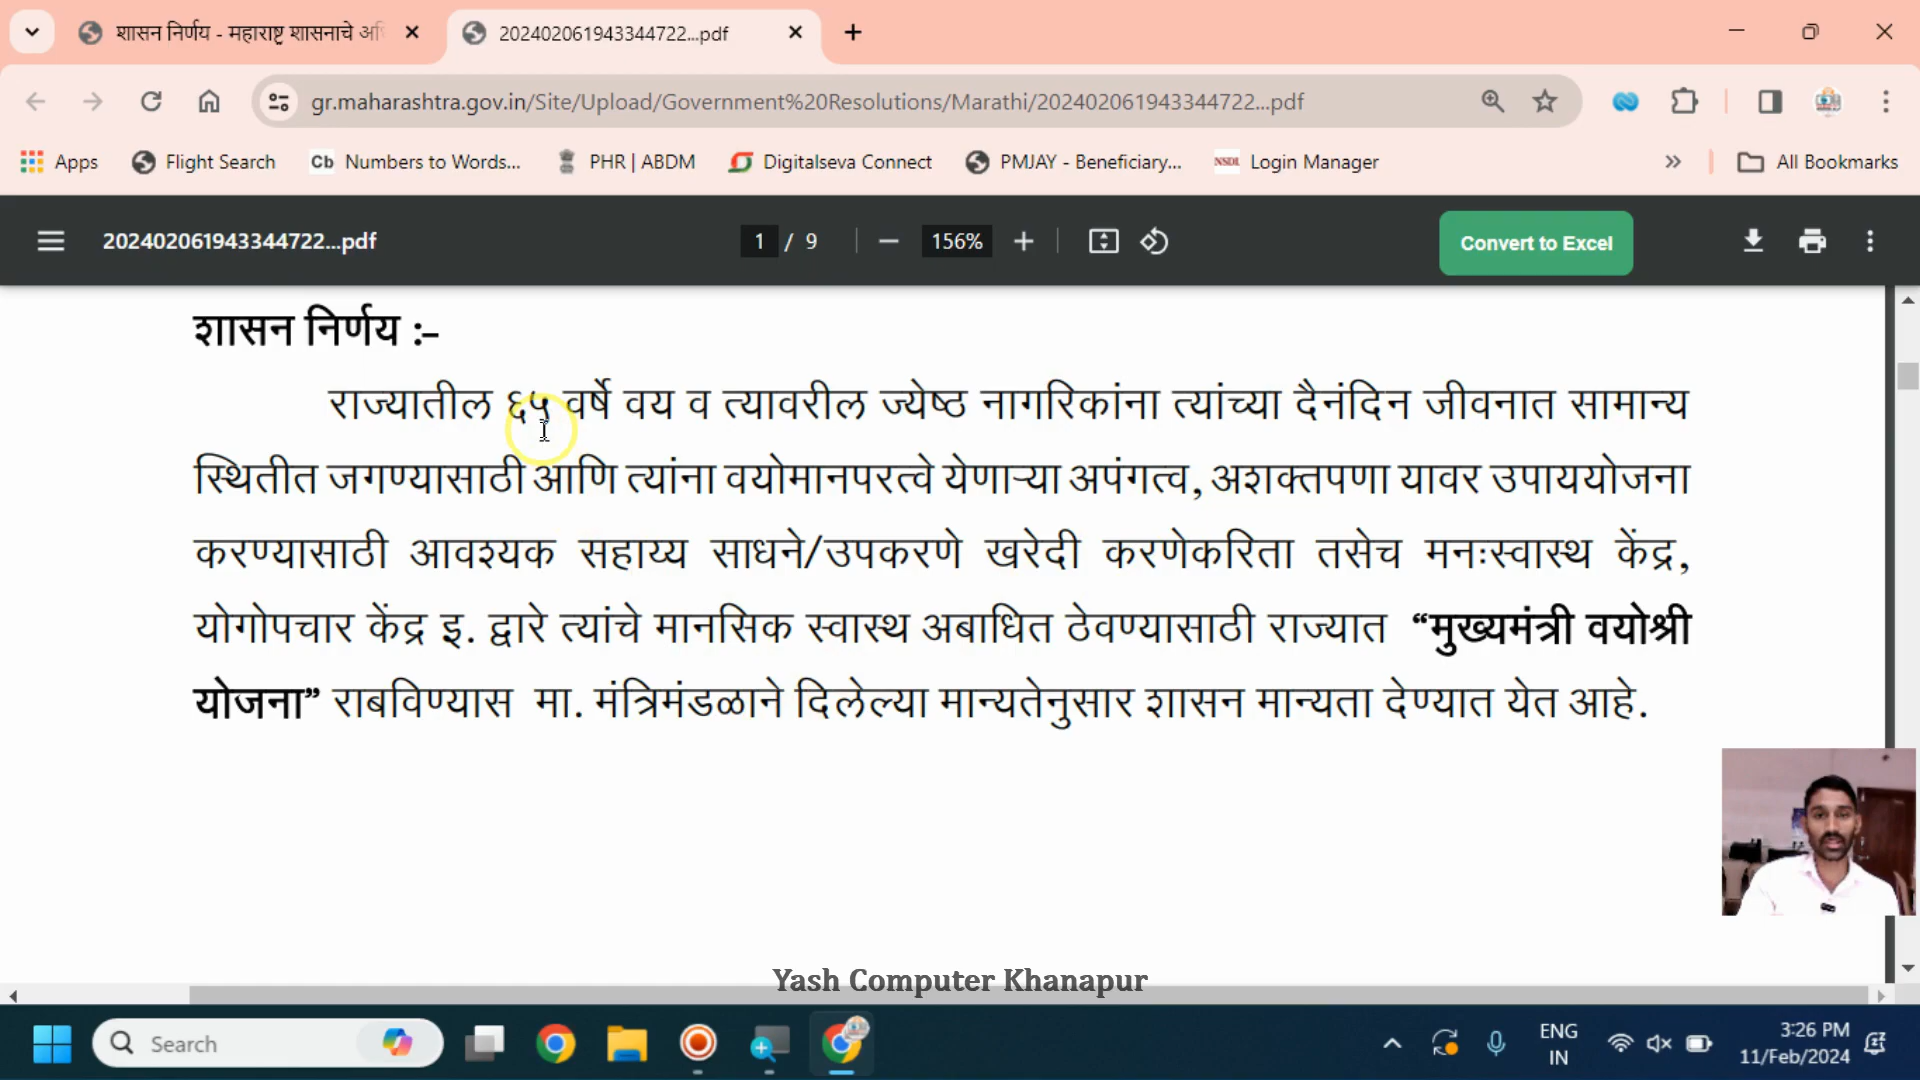 शासन निर्णय - महाराष्ट्र शासनाचे
202402061943344722...pdf
gr.maharashtra.gov.in/Site/Upload/Government%20Resolutions/Marathi/202402061943344722...pdf
Apps
Flight Search
Cb Numbers to Words...
PHR | ABDM
Digitalseva Connect
PMJAY - Beneficiary...
NSDL Login Manager
All Bookmarks
202402061943344722...pdf
1 / 9
156%
Convert to Excel
शासन निर्णय :-
राज्यातील ६५ वर्षे वय व त्यावरील ज्येष्ठ नागरिकांना त्यांच्या दैनंदिन जीवनात सामान्य
स्थितीत जगण्यासाठी आणि त्यांना वयोमानपरत्वे येणाऱ्या अपंगत्व, अशक्तपणा यावर उपाययोजना
करण्यासाठी आवश्यक सहाय्य साधने/उपकरणे खरेदी करणेकरिता तसेच मनःस्वास्थ केंद्र,
योगोपचार केंद्र इ. द्वारे त्यांचे मानसिक स्वास्थ अबाधित ठेवण्यासाठी राज्यात “मुख्यमंत्री वयोश्री
योजना” राबविण्यास मा. मंत्रिमंडळाने दिलेल्या मान्यतेनुसार शासन मान्यता देण्यात येत आहे.
Yash Computer Khanapur
Search
ENG
IN
3:26 PM
11/Feb/2024